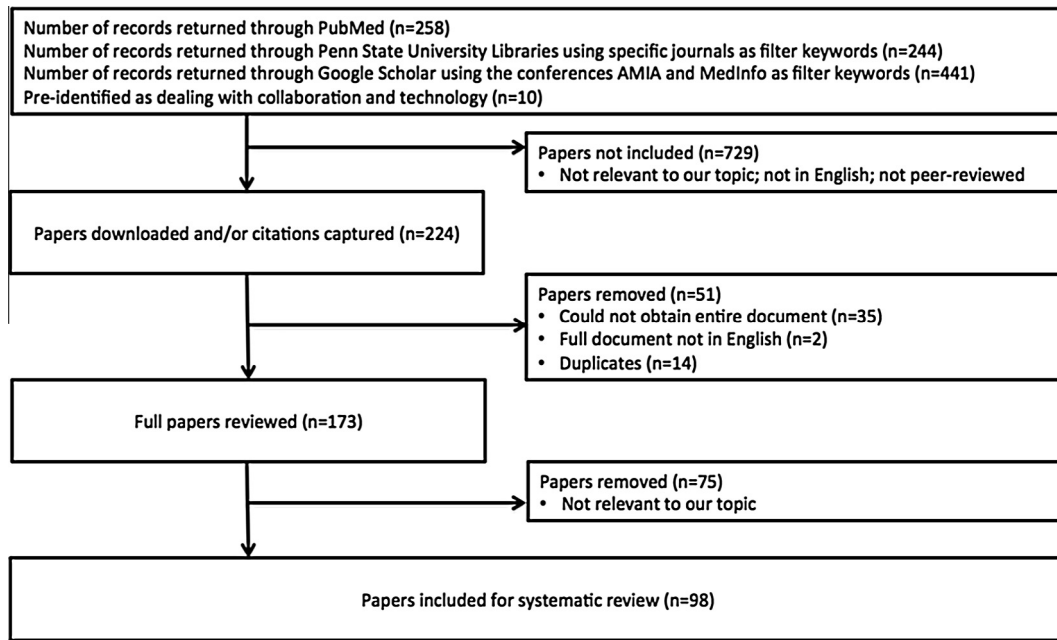 Number of records returned through PubMed (n=258)
Number of records returned through Penn State University Libraries using specific journals as filter keywords (n=244)
Number of records returned through Google Scholar using the conferences AMIA and MedInfo as filter keywords (n=441)
Pre-identified as dealing with collaboration and technology (n=10)
Papers not included (n=729)
• Not relevant to our topic; not in English; not peer-reviewed
Papers downloaded and/or citations captured (n=224)
Papers removed (n=51)
• Could not obtain entire document (n=35)
• Full document not in English (n=2)
• Duplicates (n=14)
Full papers reviewed (n=173)
Papers removed (n=75)
• Not relevant to our topic
Papers included for systematic review (n=98)